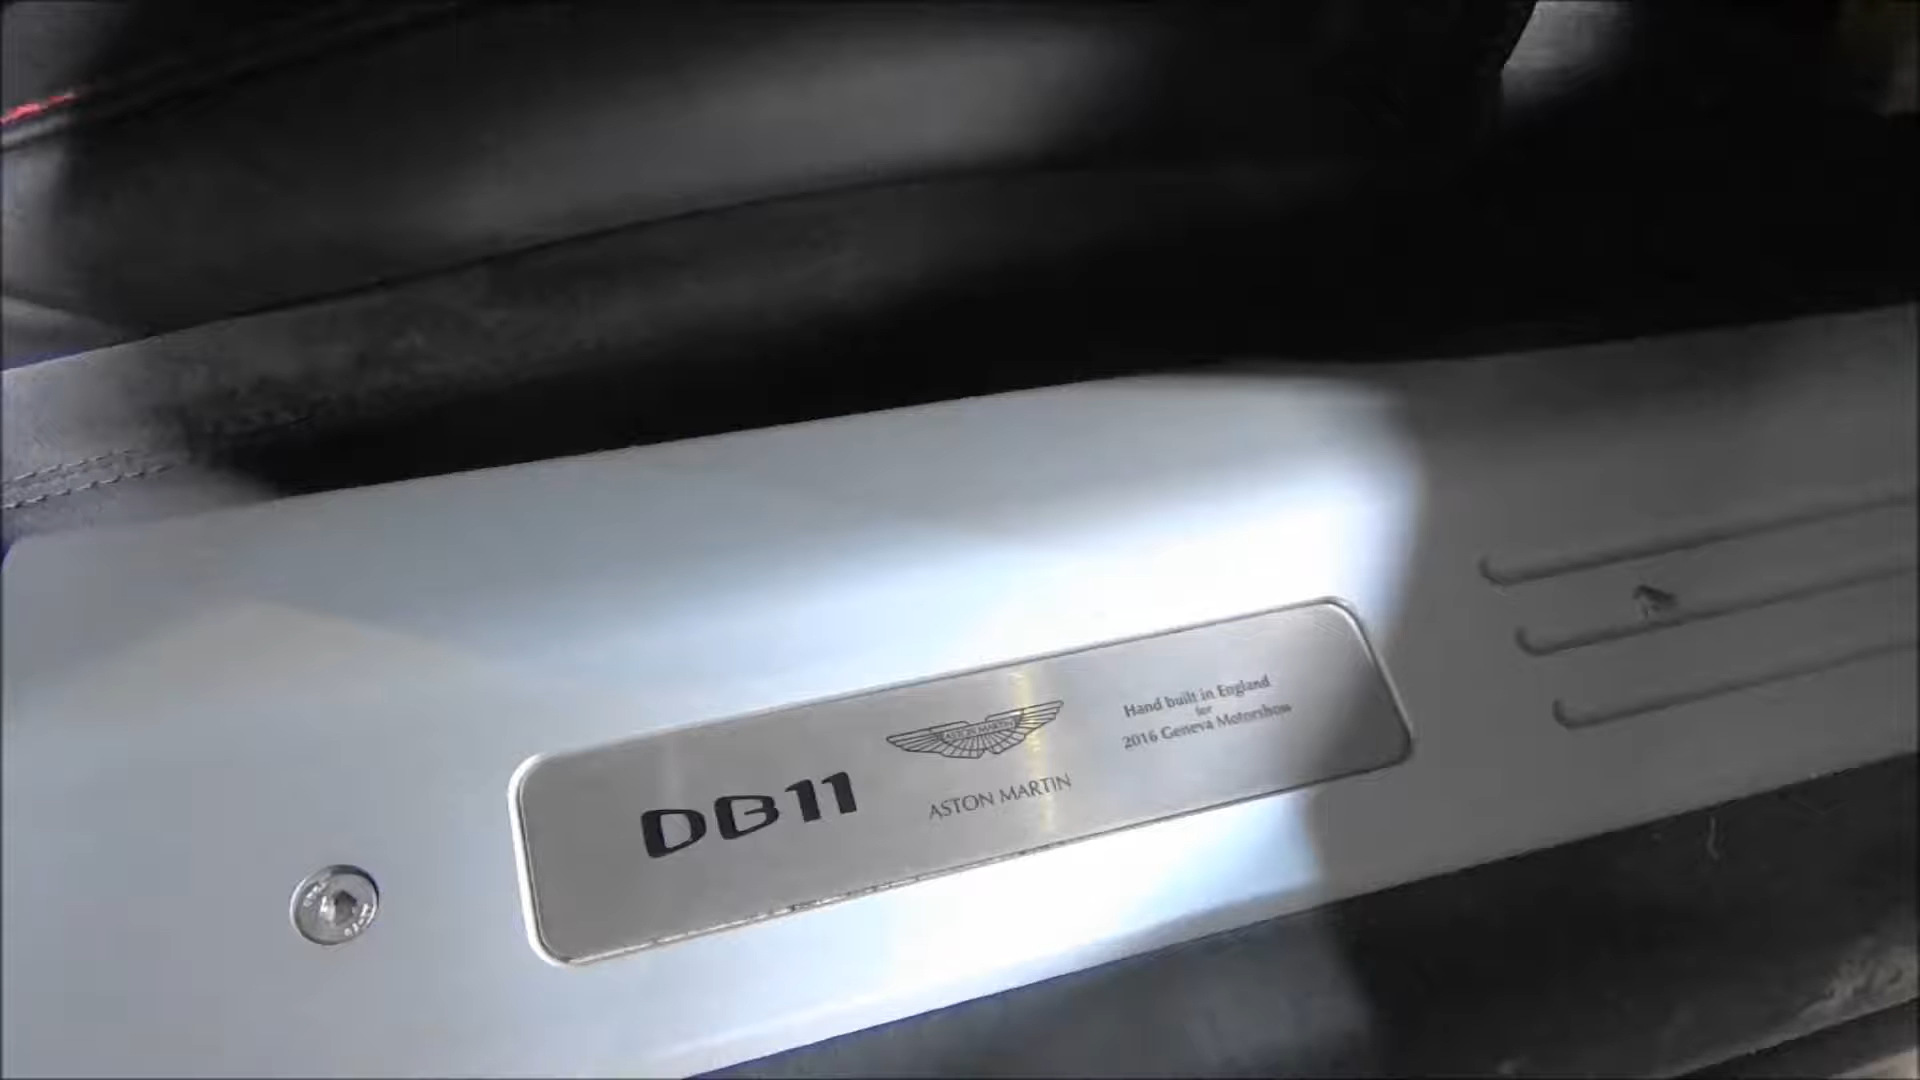 DB11
ASTON MARTIN
ASTON MARTIN
Hand built in England
for
2016 Geneva Motorshow